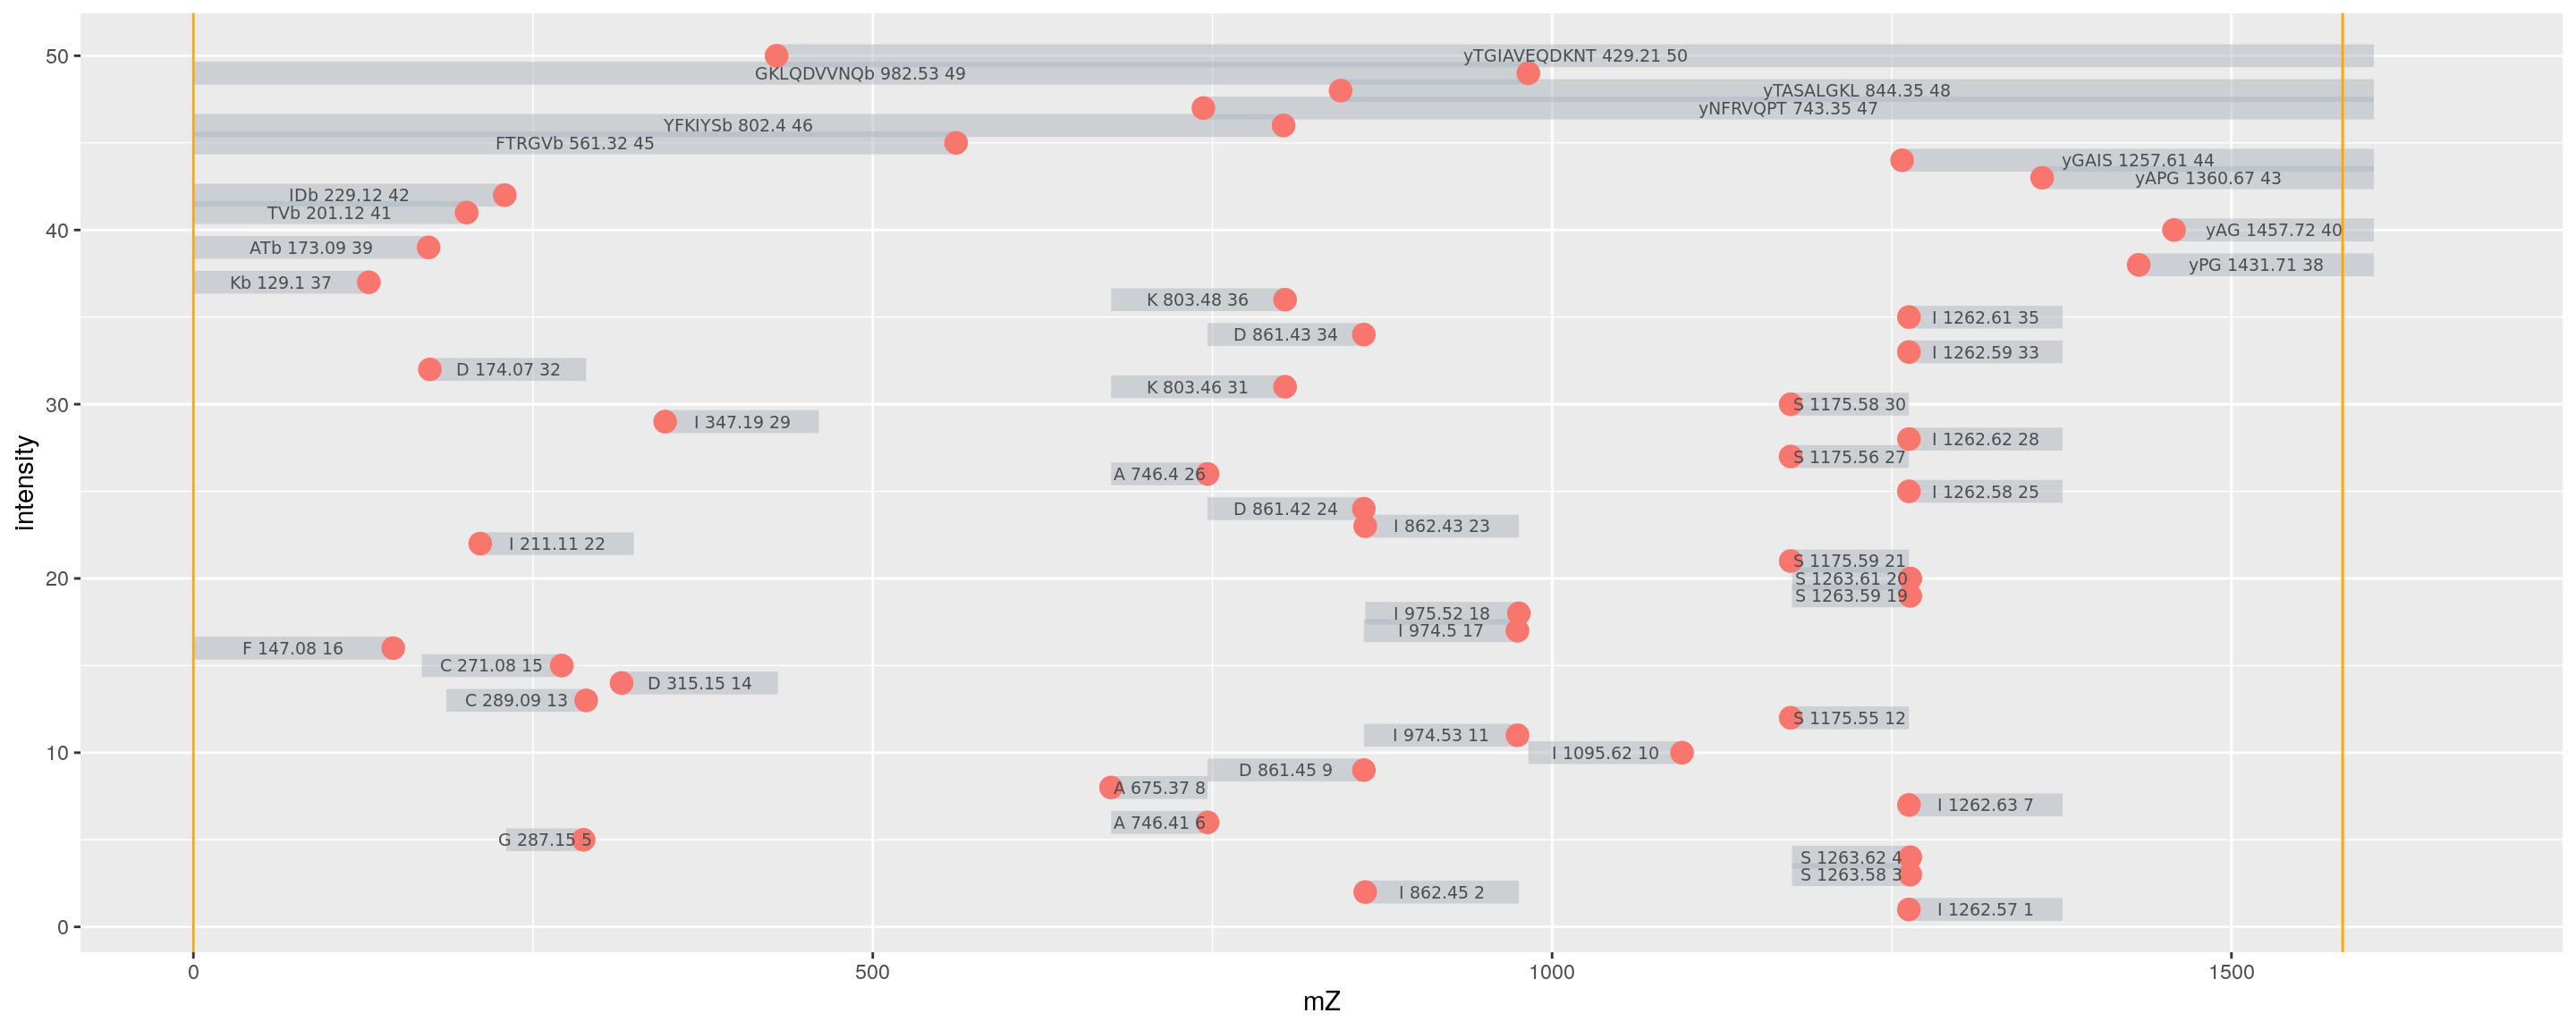 50
yTGIAVEQDKNT 429.21 50
GKLQDVVNQb 982.53 49
yTASALGKL 844.35 48
yNFRVQPT 743.35 47
YFKIYSb 802.4 46
FTRGVb 561.32 45
yGAIS 1257.61 44
yAPG 1360.67 43
IDb 229.12 42
TVb 201.12 41
40
yAG 1457.72 40
ATb 173.09 39
yPG 1431.71 38
Kb 129.1 37
K 803.48 36
I 1262.61 35
D 861.43 34
I 1262.59 33
D 174.07 32
K 803.46 31
30
S 1175.58 30
I 347.19 29
I 1262.62 28
S 1175.56 27
A 746.4 26
I 1262.58 25
D 861.42 24
I 862.43 23
I 211.11 22
S 1175.59 21
20
S 1263.61 20
S 1263.59 19
I 975.52 18
I 974.5 17
F 147.08 16
C 271.08 15
D 315.15 14
C 289.09 13
S 1175.55 12
I 974.53 11
10
I 1095.62 10
D 861.45 9
A 675.37 8
I 1262.63 7
A 746.41 6
G 287.15 5
S 1263.62 4
S 1263.58 3
I 862.45 2
I 1262.57 1
0
intensity
0 500 1000 1500
mZ